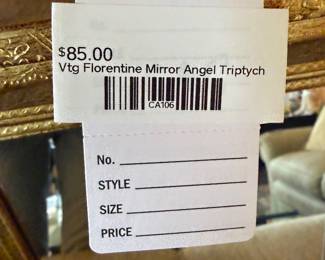 $85.00
Vtg Florentine Mirror Angel Triptych
CA106
No.
STYLE
SIZE
PRICE